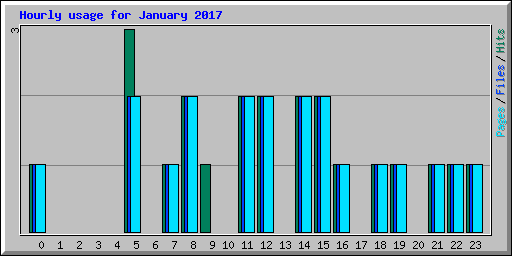 Hourly usage for January 2017
3
Pages/Files/Hits
0 1 2 3 4 5 6 7 8 9 10 11 12 13 14 15 16 17 18 19 20 21 22 23